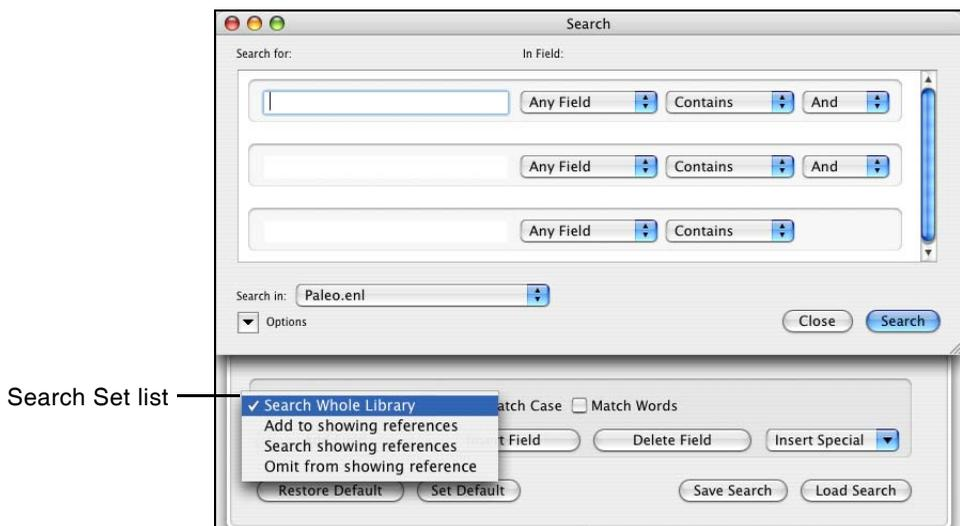 Search
Search for: In Field:
Any Field Contains And
Any Field Contains And
Any Field Contains
Search in: Paleo.enl
Options Close Search
Search Set list
✓ Search Whole Library atch Case Match Words
Add to showing references
Search showing references t Field Delete Field Insert Special
Omit from showing reference
Restore Default Set Default Save Search Load Search